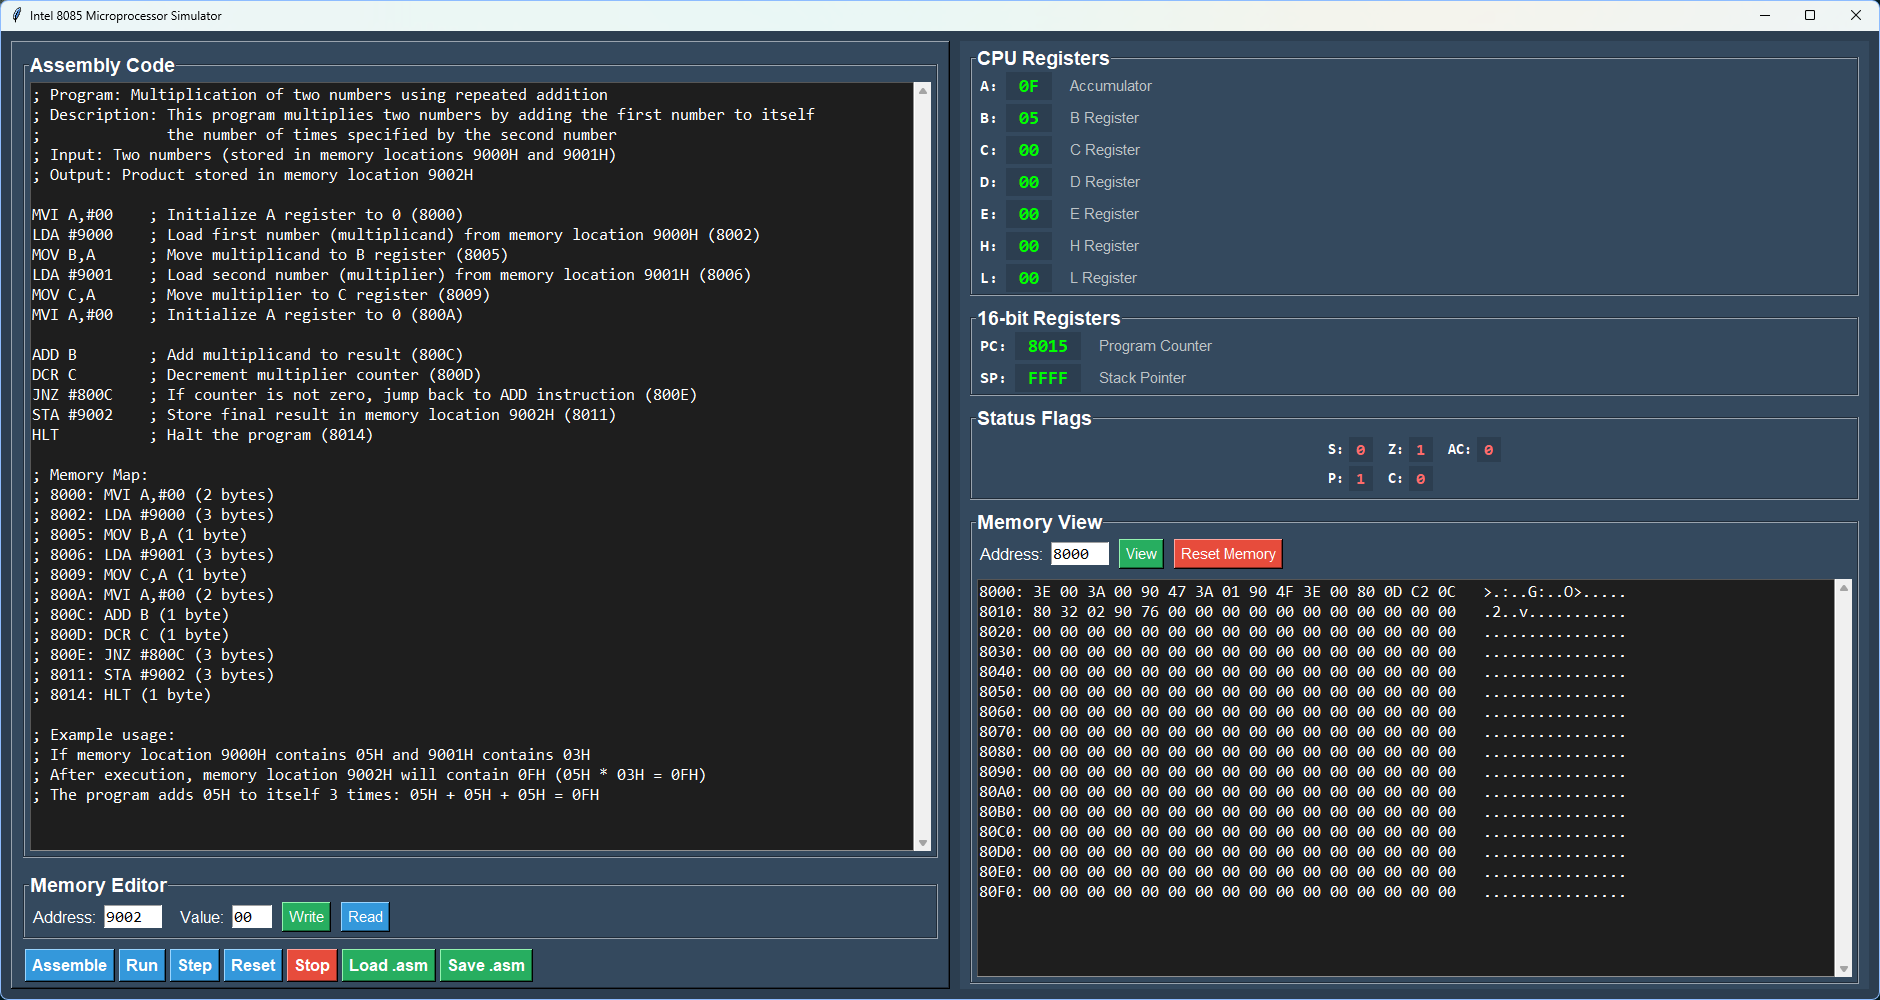 Intel 8085 Microprocessor Simulator
Assembly Code
; Program: Multiplication of two numbers using repeated addition
; Description: This program multiplies two numbers by adding the first number to itself
;              the number of times specified by the second number
; Input: Two numbers (stored in memory locations 9000H and 9001H)
; Output: Product stored in memory location 9002H
MVI A,#00    ; Initialize A register to 0 (8000)
LDA #9000    ; Load first number (multiplicand) from memory location 9000H (8002)
MOV B,A      ; Move multiplicand to B register (8005)
LDA #9001    ; Load second number (multiplier) from memory location 9001H (8006)
MOV C,A      ; Move multiplier to C register (8009)
MVI A,#00    ; Initialize A register to 0 (800A)
ADD B        ; Add multiplicand to result (800C)
DCR C        ; Decrement multiplier counter (800D)
JNZ #800C    ; If counter is not zero, jump back to ADD instruction (800E)
STA #9002    ; Store final result in memory location 9002H (8011)
HLT          ; Halt the program (8014)
; Memory Map:
; 8000: MVI A,#00 (2 bytes)
; 8002: LDA #9000 (3 bytes)
; 8005: MOV B,A (1 byte)
; 8006: LDA #9001 (3 bytes)
; 8009: MOV C,A (1 byte)
; 800A: MVI A,#00 (2 bytes)
; 800C: ADD B (1 byte)
; 800D: DCR C (1 byte)
; 800E: JNZ #800C (3 bytes)
; 8011: STA #9002 (3 bytes)
; 8014: HLT (1 byte)
; Example usage:
; If memory location 9000H contains 05H and 9001H contains 03H
; After execution, memory location 9002H will contain 0FH (05H * 03H = 0FH)
; The program adds 05H to itself 3 times: 05H + 05H + 05H = 0FH
Memory Editor
Address: 9002 Value: 00 Write Read
Assemble Run Step Reset Stop Load .asm Save .asm
CPU Registers
A: 0F Accumulator
B: 05 B Register
C: 00 C Register
D: 00 D Register
E: 00 E Register
H: 00 H Register
L: 00 L Register
16-bit Registers
PC: 8015 Program Counter
SP: FFFF Stack Pointer
Status Flags
S: 0 Z: 1 AC: 0
P: 1 C: 0
Memory View
Address: 8000 View Reset Memory
8000: 3E 00 3A 00 90 47 3A 01 90 4F 3E 00 80 0D C2 0C   >.:..G:..O>.....
8010: 80 32 02 90 76 00 00 00 00 00 00 00 00 00 00 00   .2..v...........
8020: 00 00 00 00 00 00 00 00 00 00 00 00 00 00 00 00   ................
8030: 00 00 00 00 00 00 00 00 00 00 00 00 00 00 00 00   ................
8040: 00 00 00 00 00 00 00 00 00 00 00 00 00 00 00 00   ................
8050: 00 00 00 00 00 00 00 00 00 00 00 00 00 00 00 00   ................
8060: 00 00 00 00 00 00 00 00 00 00 00 00 00 00 00 00   ................
8070: 00 00 00 00 00 00 00 00 00 00 00 00 00 00 00 00   ................
8080: 00 00 00 00 00 00 00 00 00 00 00 00 00 00 00 00   ................
8090: 00 00 00 00 00 00 00 00 00 00 00 00 00 00 00 00   ................
80A0: 00 00 00 00 00 00 00 00 00 00 00 00 00 00 00 00   ................
80B0: 00 00 00 00 00 00 00 00 00 00 00 00 00 00 00 00   ................
80C0: 00 00 00 00 00 00 00 00 00 00 00 00 00 00 00 00   ................
80D0: 00 00 00 00 00 00 00 00 00 00 00 00 00 00 00 00   ................
80E0: 00 00 00 00 00 00 00 00 00 00 00 00 00 00 00 00   ................
80F0: 00 00 00 00 00 00 00 00 00 00 00 00 00 00 00 00   ................